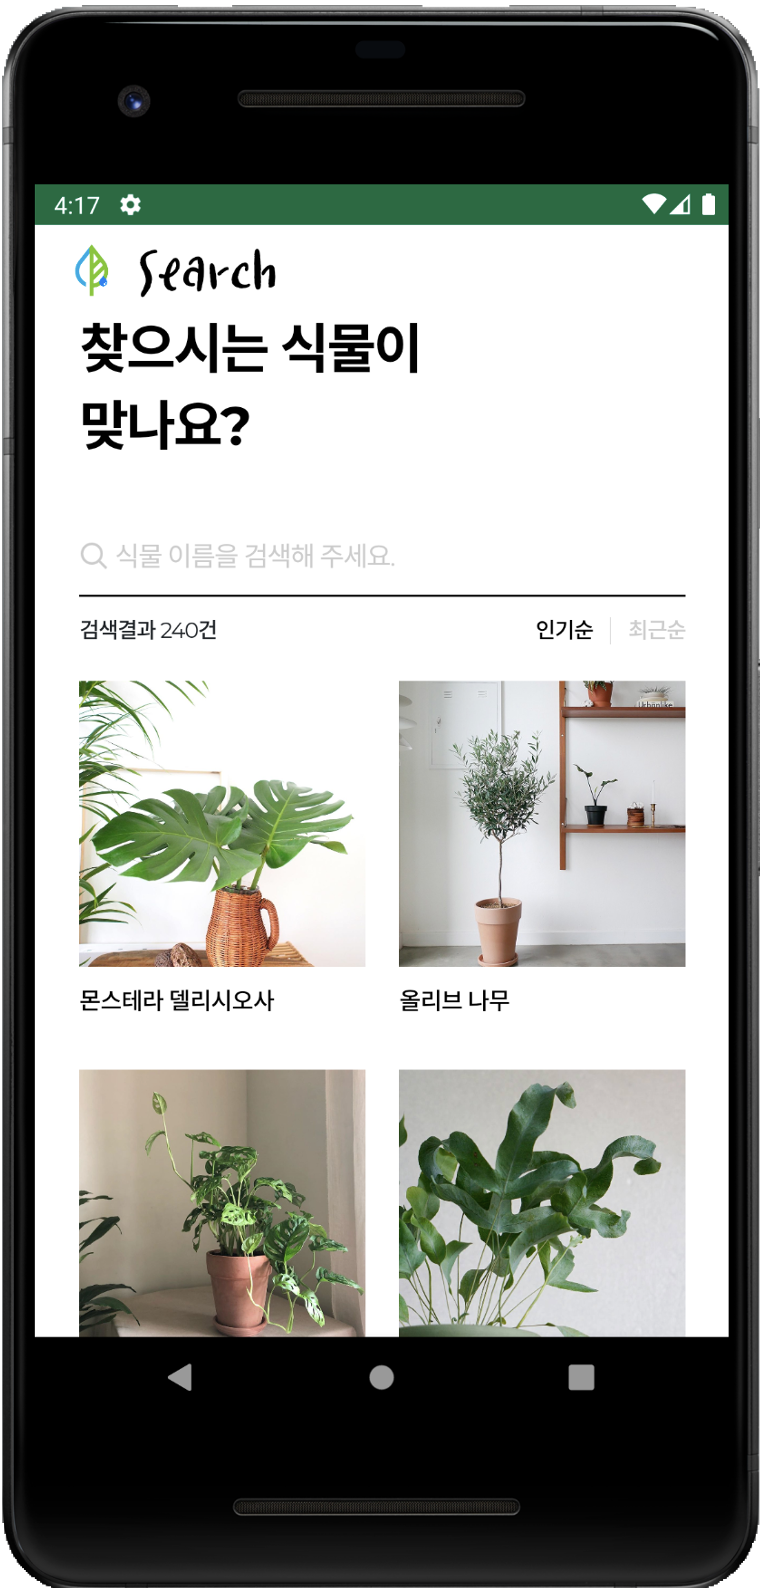 4:17
Search
찾으시는 식물이
맞나요?
식물 이름을 검색해 주세요.
검색결과 240건
인기순
최근순
Urbanlike
몬스테라 델리시오사
올리브 나무